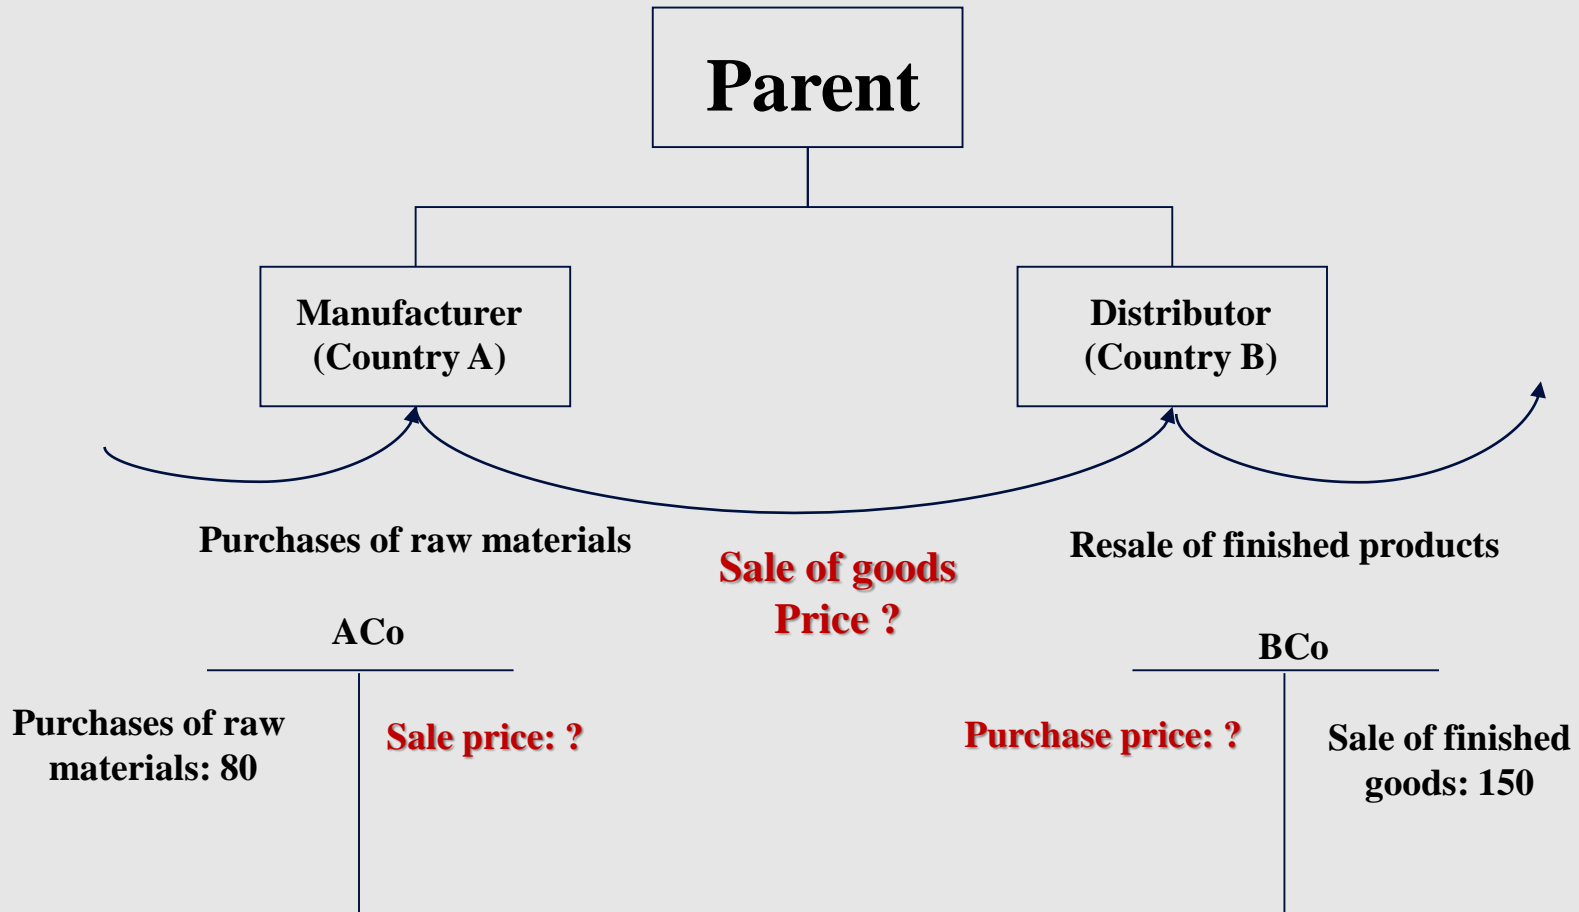 Parent
Manufacturer
(Country A)
Distributor
(Country B)
Purchases of raw materials
Sale of goods
Price ?
Resale of finished products
ACo
Purchases of raw
materials: 80
Sale price: ?
BCo
Purchase price: ?
Sale of finished
goods: 150